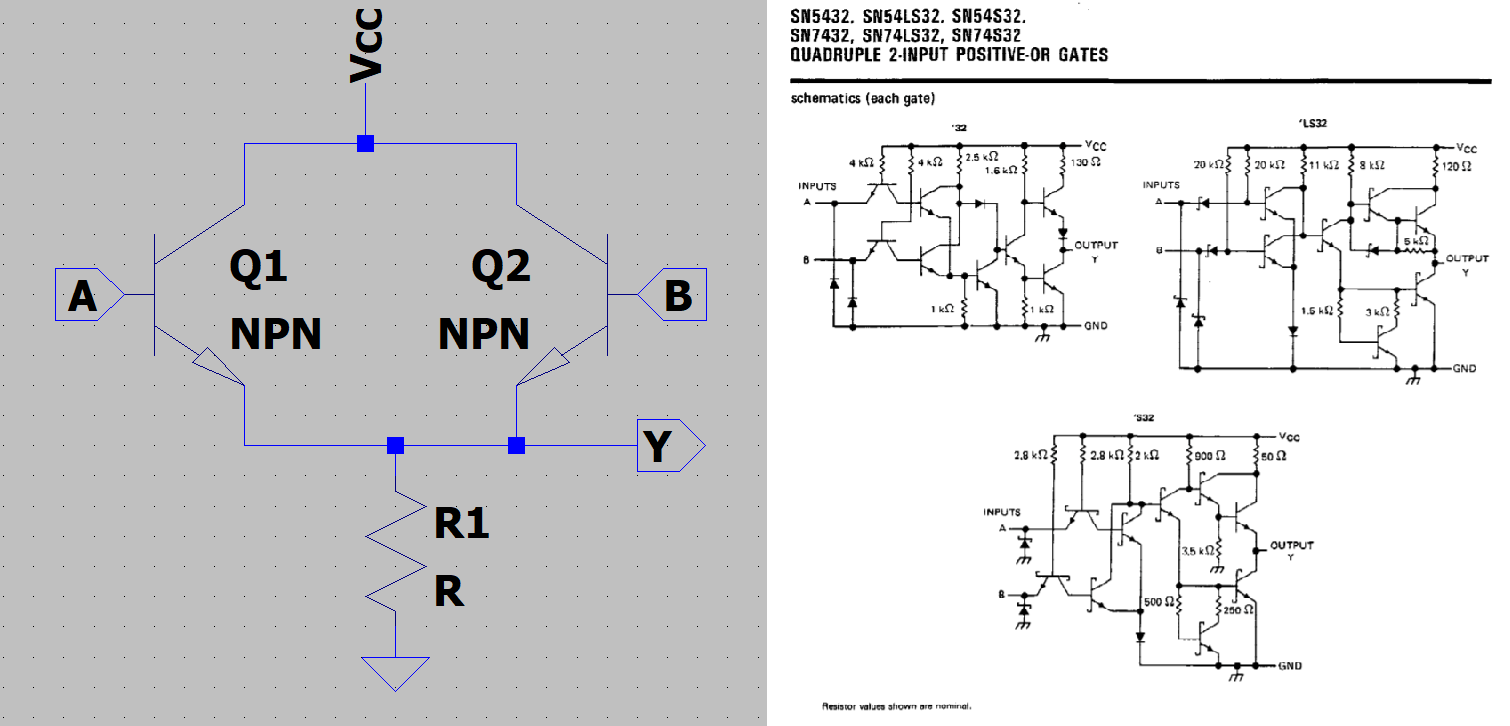 Vcc
Q1
Q2
A
B
NPN
NPN
Y
R1
R
SN5432, SN54LS32, SN54S32,
SN7432, SN74LS32, SN74S32
QUADRUPLE 2-INPUT POSITIVE-OR GATES
schematics (each gate)
'32
VCC
4 kΩ
4 kΩ
2.5 kΩ
1.6 kΩ
130 Ω
INPUTS
A
B
OUTPUT
Y
1 kΩ
1 kΩ
GND
'LS32
VCC
20 kΩ
20 kΩ
11 kΩ
8 kΩ
120 Ω
INPUTS
A
B
5 kΩ
OUTPUT
Y
1.5 kΩ
3 kΩ
GND
'S32
VCC
2.8 kΩ
2.8 kΩ
2 kΩ
900 Ω
50 Ω
INPUTS
A
B
3.5 kΩ
OUTPUT
Y
500 Ω
250 Ω
GND
Resistor values shown are nominal.